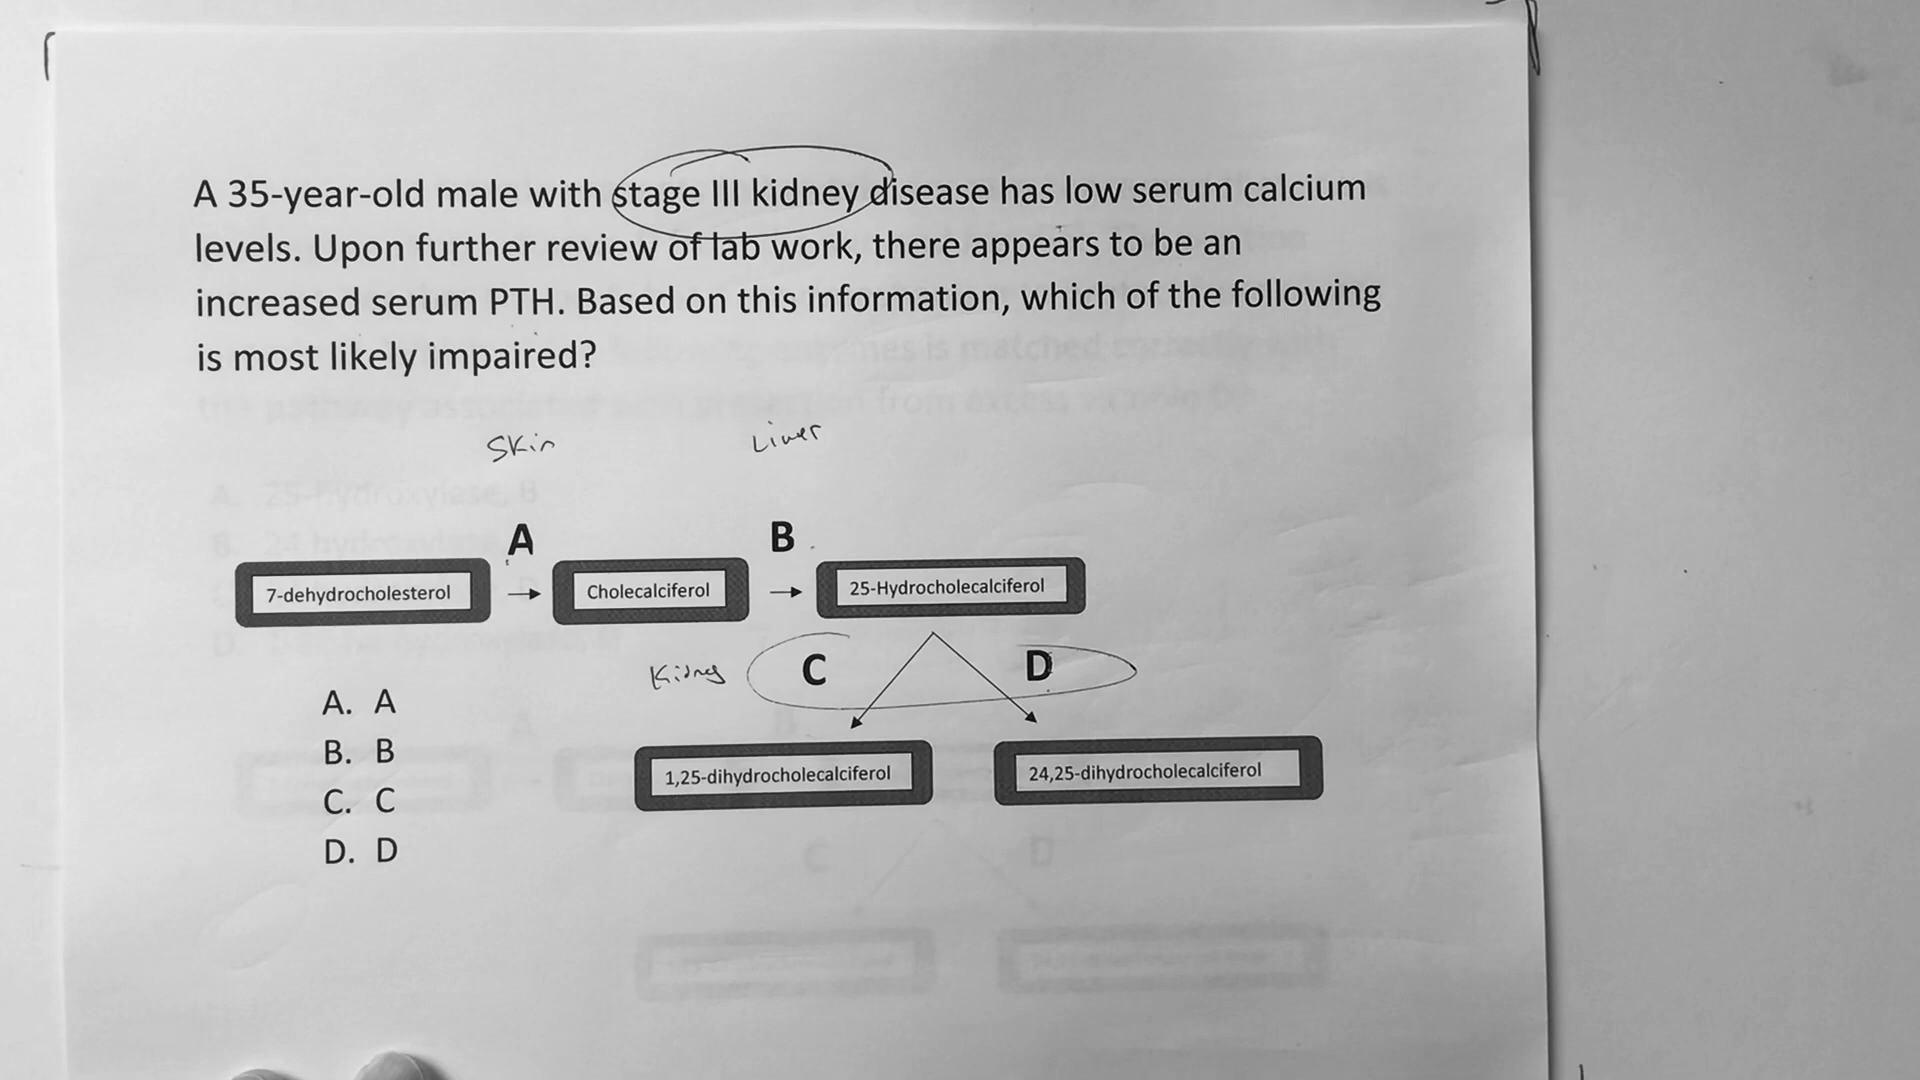 A 35-year-old male with stage III kidney disease has low serum calcium
levels. Upon further review of lab work, there appears to be an
increased serum PTH. Based on this information, which of the following
is most likely impaired?
Skin
Liver
A
B
7-dehydrocholesterol
Cholecalciferol
25-Hydrocholecalciferol
Kidney
C
D
A. A
B. B
C. C
D. D
1,25-dihydrocholecalciferol
24,25-dihydrocholecalciferol